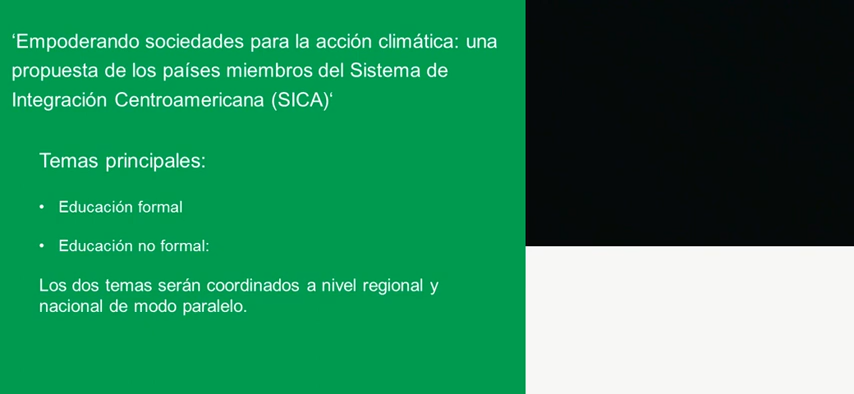 ‘Empoderando sociedades para la acción climática: una
propuesta de los países miembros del Sistema de
Integración Centroamericana (SICA)‘
Temas principales:
• Educación formal
• Educación no formal:
Los dos temas serán coordinados a nivel regional y
nacional de modo paralelo.